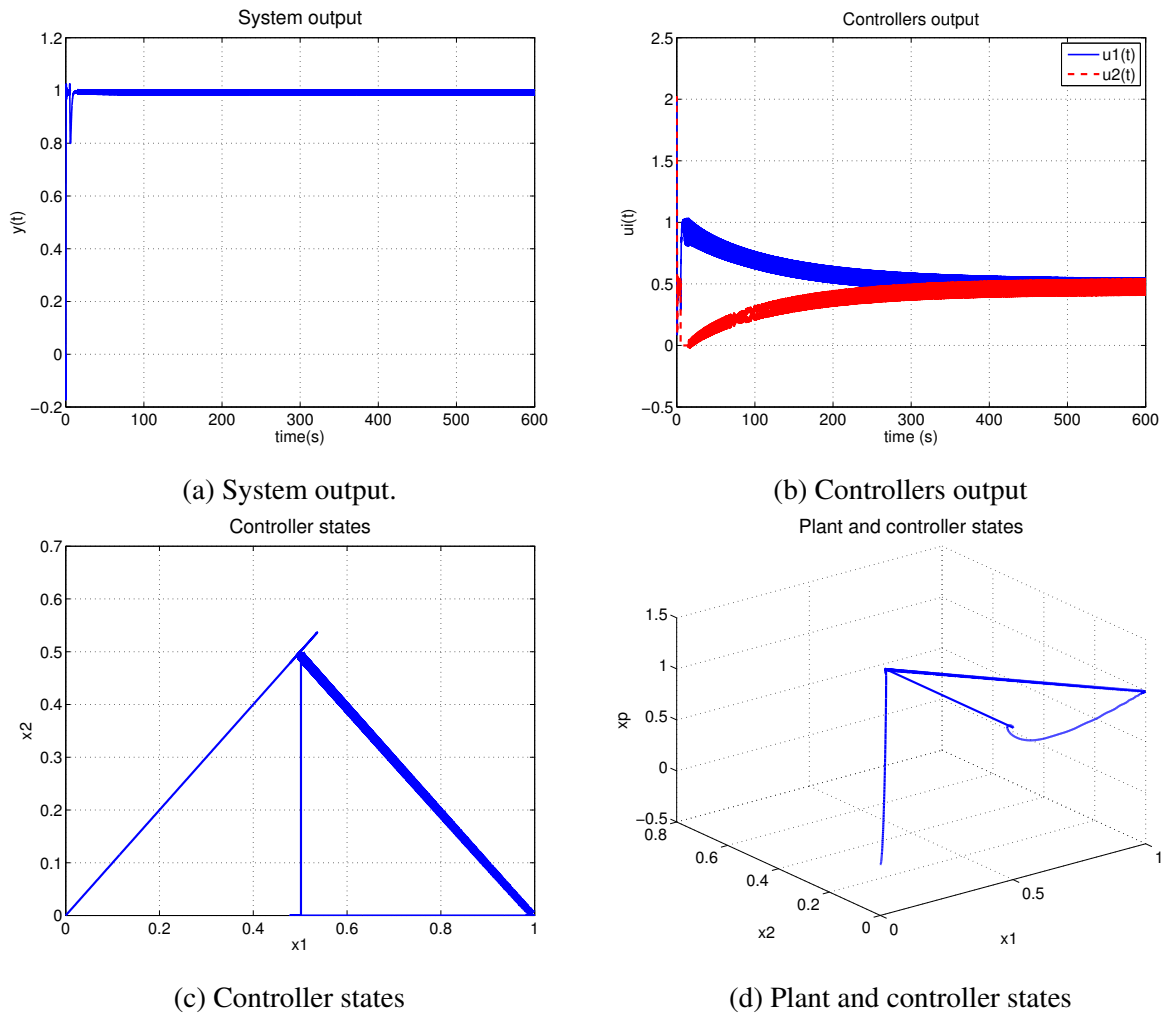 System output
1.2
1
0.8
0.6
0.4
0.2
0
−0.2
y(t)
0 100 200 300 400 500 600
time(s)
(a) System output.
Controllers output
2.5
2
1.5
1
0.5
0
−0.5
ui(t)
u1(t)
u2(t)
0 100 200 300 400 500 600
time (s)
(b) Controllers output
Controller states
0.7
0.6
0.5
0.4
0.3
0.2
0.1
0
x2
0 0.2 0.4 0.6 0.8 1
x1
(c) Controller states
Plant and controller states
1.5
1
0.5
0
−0.5
xp
0.8
0.6
0.4
0.2
0
x2
0
0.5
1
x1
(d) Plant and controller states